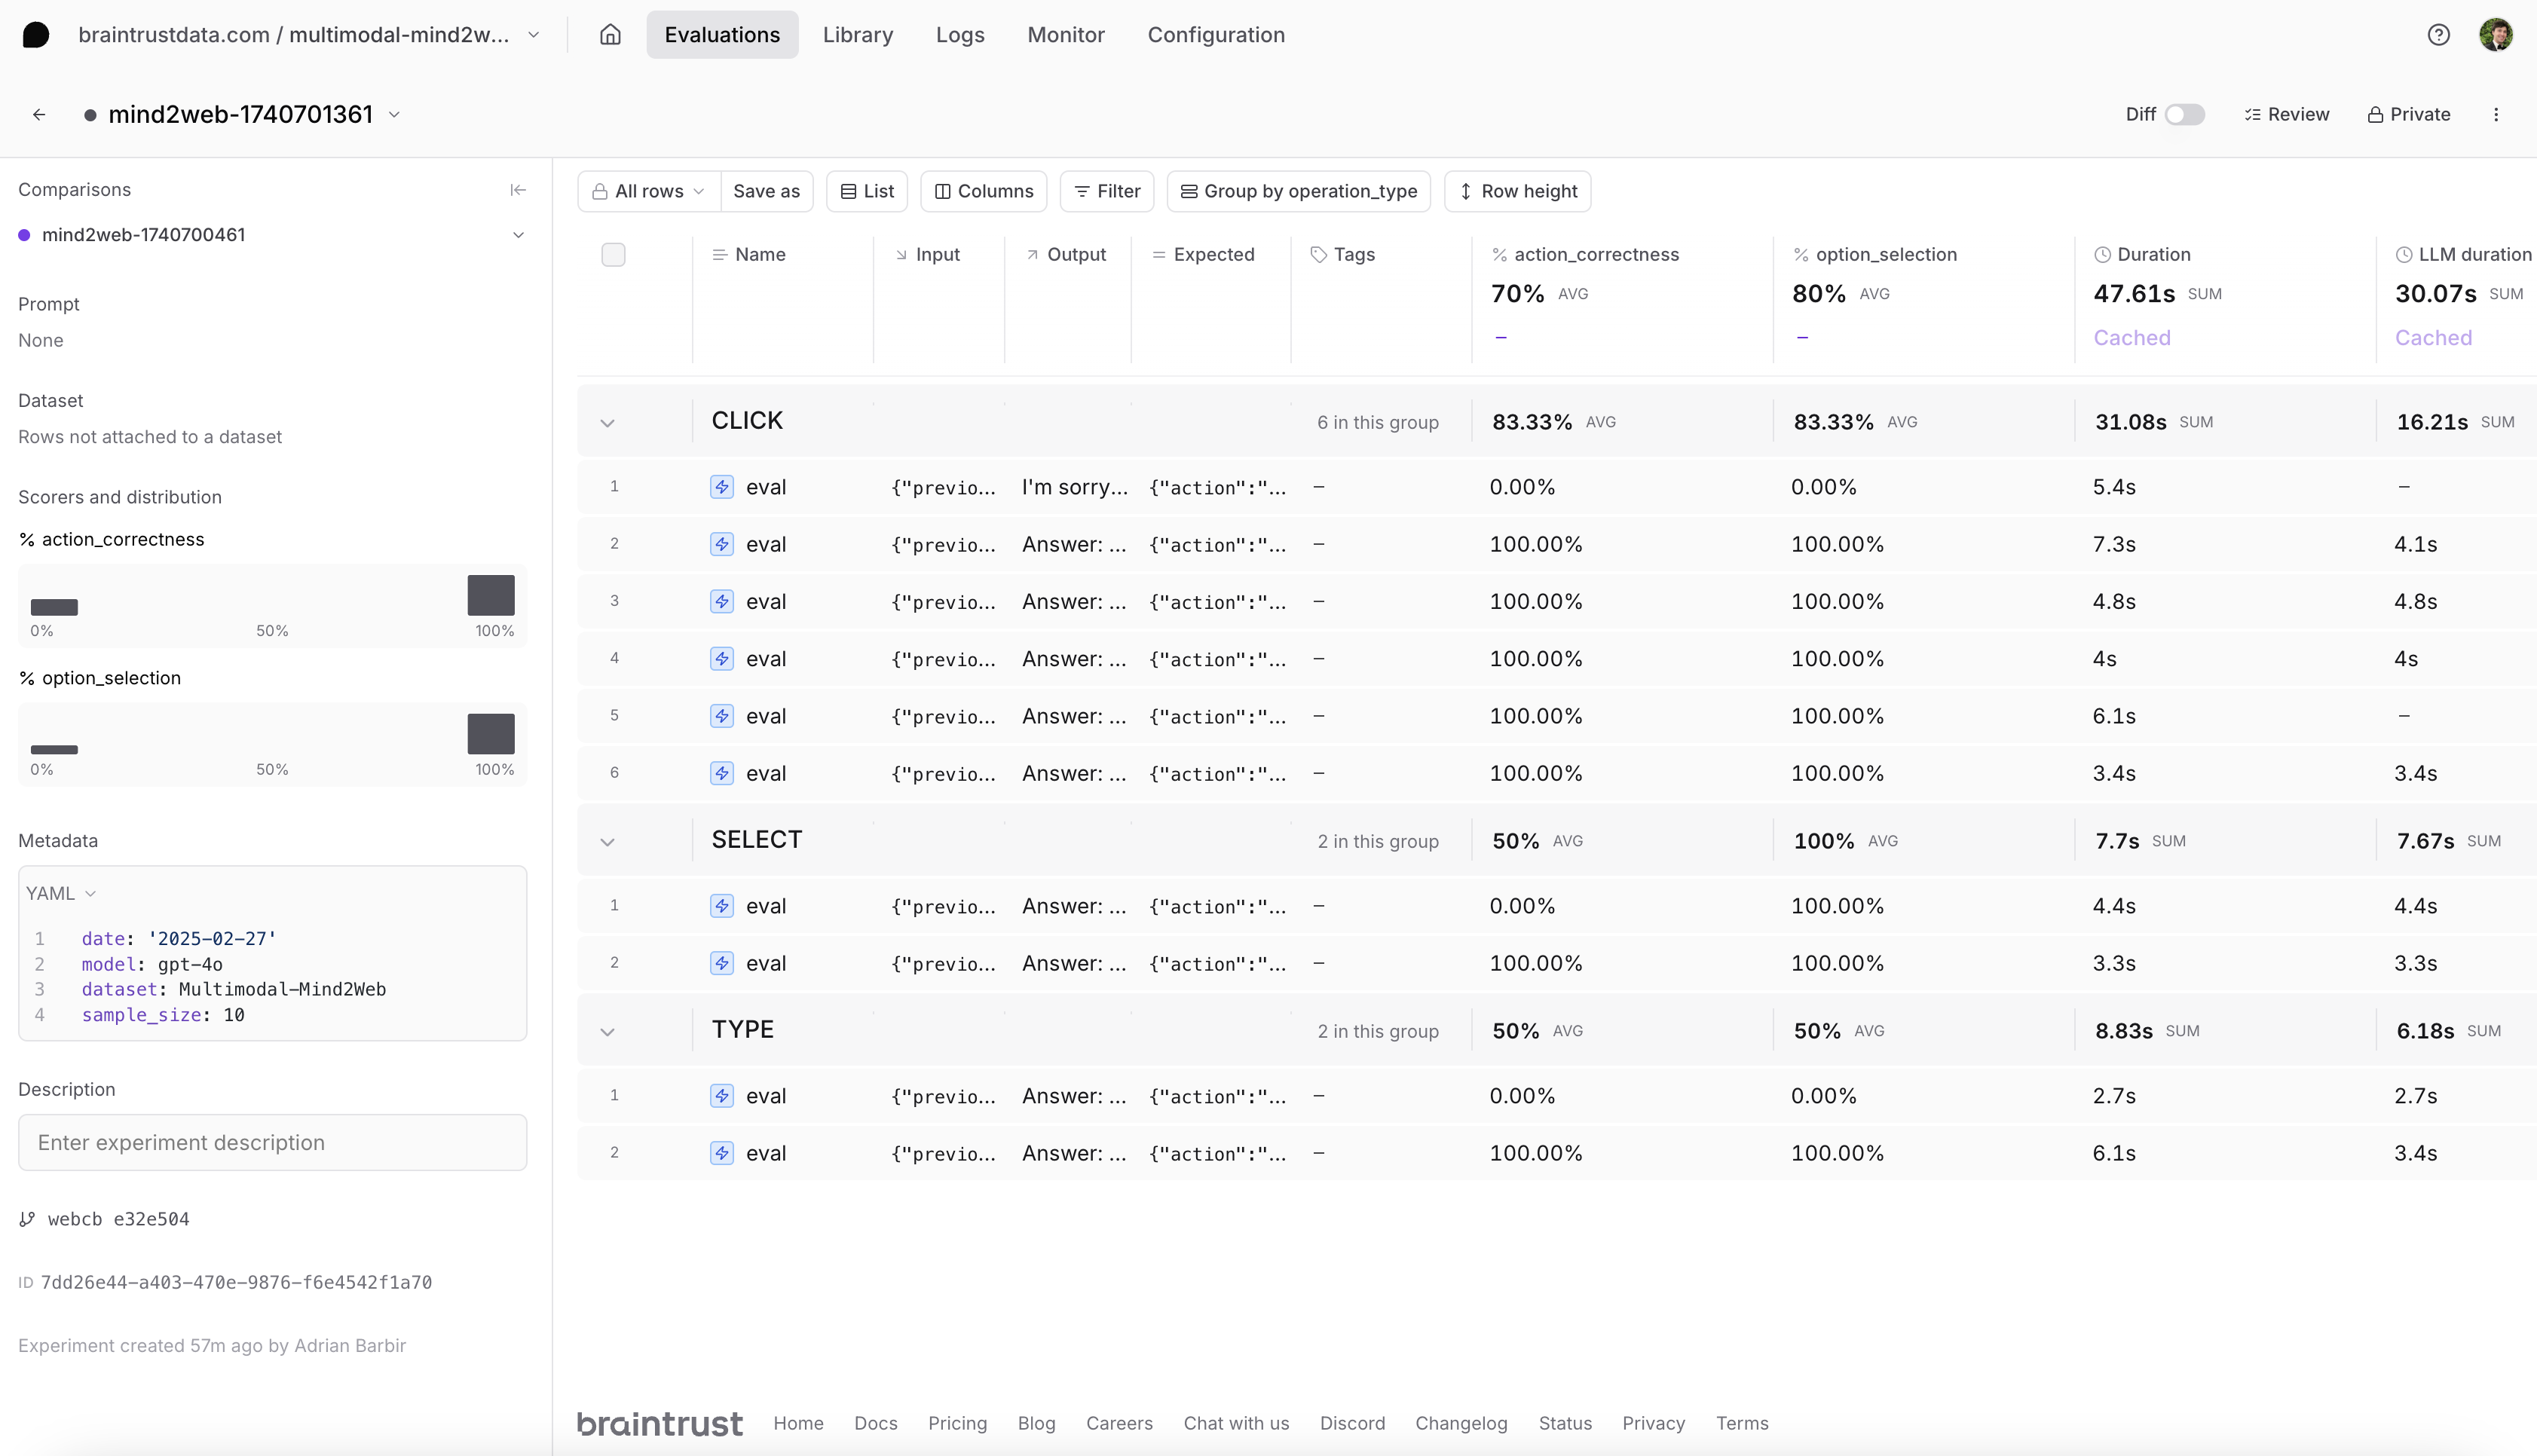 braintrustdata.com / multimodal-mind2w...
Evaluations
Library
Logs
Monitor
Configuration
mind2web-1740701361
Diff
Review
Private
Comparisons
mind2web-1740700461
Prompt
None
Dataset
Rows not attached to a dataset
Scorers and distribution
% action_correctness
0% 50% 100%
% option_selection
0% 50% 100%
Metadata
YAML
1 date: '2025-02-27'
2 model: gpt-4o
3 dataset: Multimodal-Mind2Web
4 sample_size: 10
Description
Enter experiment description
webcb e32e504
ID 7dd26e44-a403-470e-9876-f6e4542f1a70
Experiment created 57m ago by Adrian Barbir
All rows Save as List Columns Filter Group by operation_type Row height
Name Input Output Expected Tags % action_correctness % option_selection Duration LLM duration
70% AVG 80% AVG 47.61s SUM 30.07s SUM
– – Cached Cached
CLICK 6 in this group 83.33% AVG 83.33% AVG 31.08s SUM 16.21s SUM
1 eval {"previo... I'm sorry... {"action":"... – 0.00% 0.00% 5.4s –
2 eval {"previo... Answer: ... {"action":"... – 100.00% 100.00% 7.3s 4.1s
3 eval {"previo... Answer: ... {"action":"... – 100.00% 100.00% 4.8s 4.8s
4 eval {"previo... Answer: ... {"action":"... – 100.00% 100.00% 4s 4s
5 eval {"previo... Answer: ... {"action":"... – 100.00% 100.00% 6.1s –
6 eval {"previo... Answer: ... {"action":"... – 100.00% 100.00% 3.4s 3.4s
SELECT 2 in this group 50% AVG 100% AVG 7.7s SUM 7.67s SUM
1 eval {"previo... Answer: ... {"action":"... – 0.00% 100.00% 4.4s 4.4s
2 eval {"previo... Answer: ... {"action":"... – 100.00% 100.00% 3.3s 3.3s
TYPE 2 in this group 50% AVG 50% AVG 8.83s SUM 6.18s SUM
1 eval {"previo... Answer: ... {"action":"... – 0.00% 0.00% 2.7s 2.7s
2 eval {"previo... Answer: ... {"action":"... – 100.00% 100.00% 6.1s 3.4s
braintrust Home Docs Pricing Blog Careers Chat with us Discord Changelog Status Privacy Terms